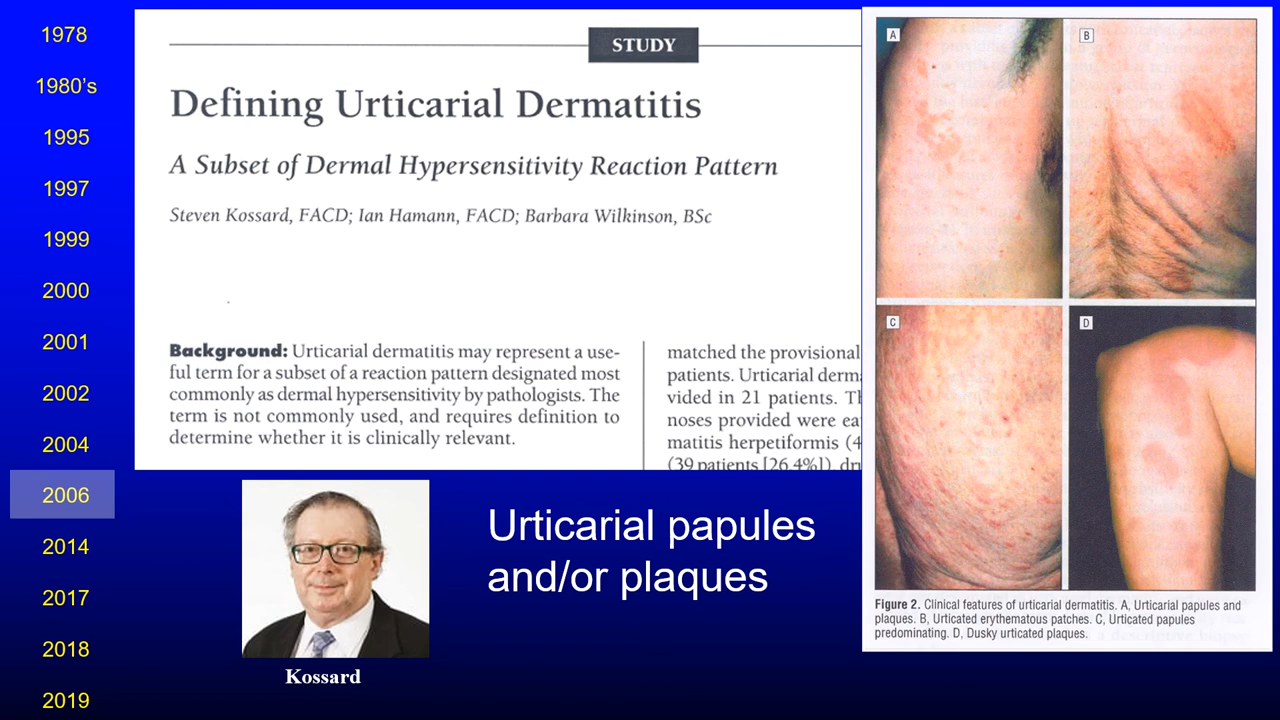 1978
1980's
1995
1997
1999
2000
2001
2002
2004
2006
2014
2017
2018
2019
STUDY
Defining Urticarial Dermatitis
A Subset of Dermal Hypersensitivity Reaction Pattern
Steven Kossard, FACD; Ian Hamann, FACD; Barbara Wilkinson, BSc
Background: Urticarial dermatitis may represent a use-
ful term for a subset of a reaction pattern designated most
commonly as dermal hypersensitivity by pathologists. The
term is not commonly used, and requires definition to
determine whether it is clinically relevant.
matched the provisional
patients. Urticarial derm
vided in 21 patients. Th
noses provided were ea
matitis herpetiformis (4
(39 patients [26.4%]), dr
Kossard
Urticarial papules
and/or plaques
A
B
C
D
Figure 2. Clinical features of urticarial dermatitis. A, Urticarial papules and
plaques. B, Urticated erythematous patches. C, Urticated papules
predominating. D, Dusky urticated plaques.